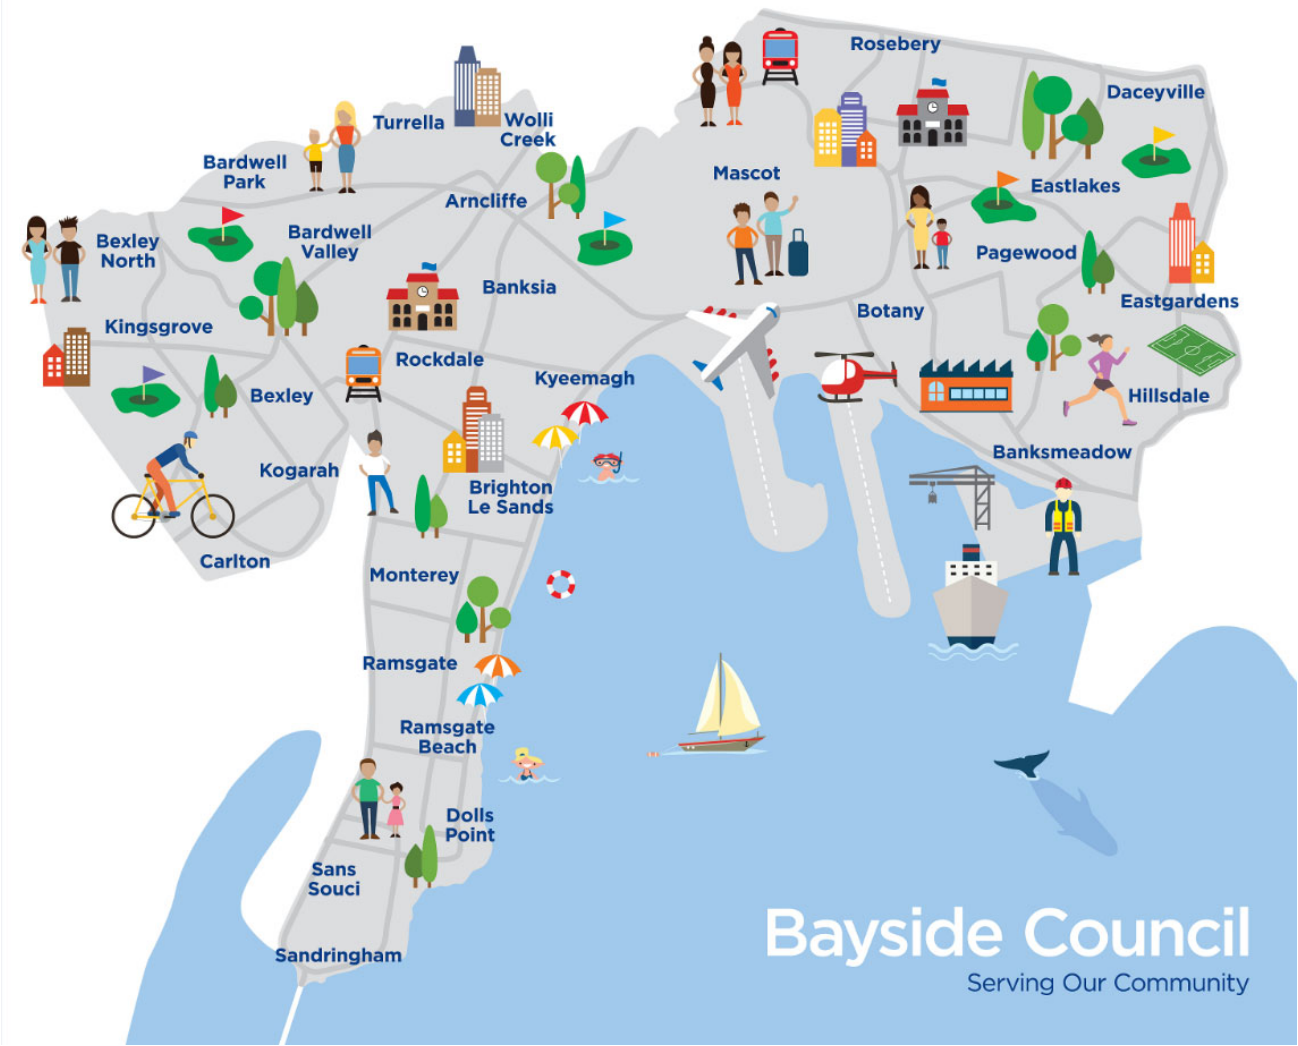 Rosebery
Daceyville
Turrella
Wolli
Creek
Bardwell
Park
Mascot
Eastlakes
Arncliffe
Bexley
North
Bardwell
Valley
Pagewood
Banksia
Eastgardens
Botany
Kingsgrove
Rockdale
Kyeemagh
Bexley
Hillsdale
Banksmeadow
Kogarah
Brighton
Le Sands
Carlton
Monterey
Ramsgate
Ramsgate
Beach
Dolls
Point
Sans
Souci
Bayside Council
Sandringham
Serving Our Community